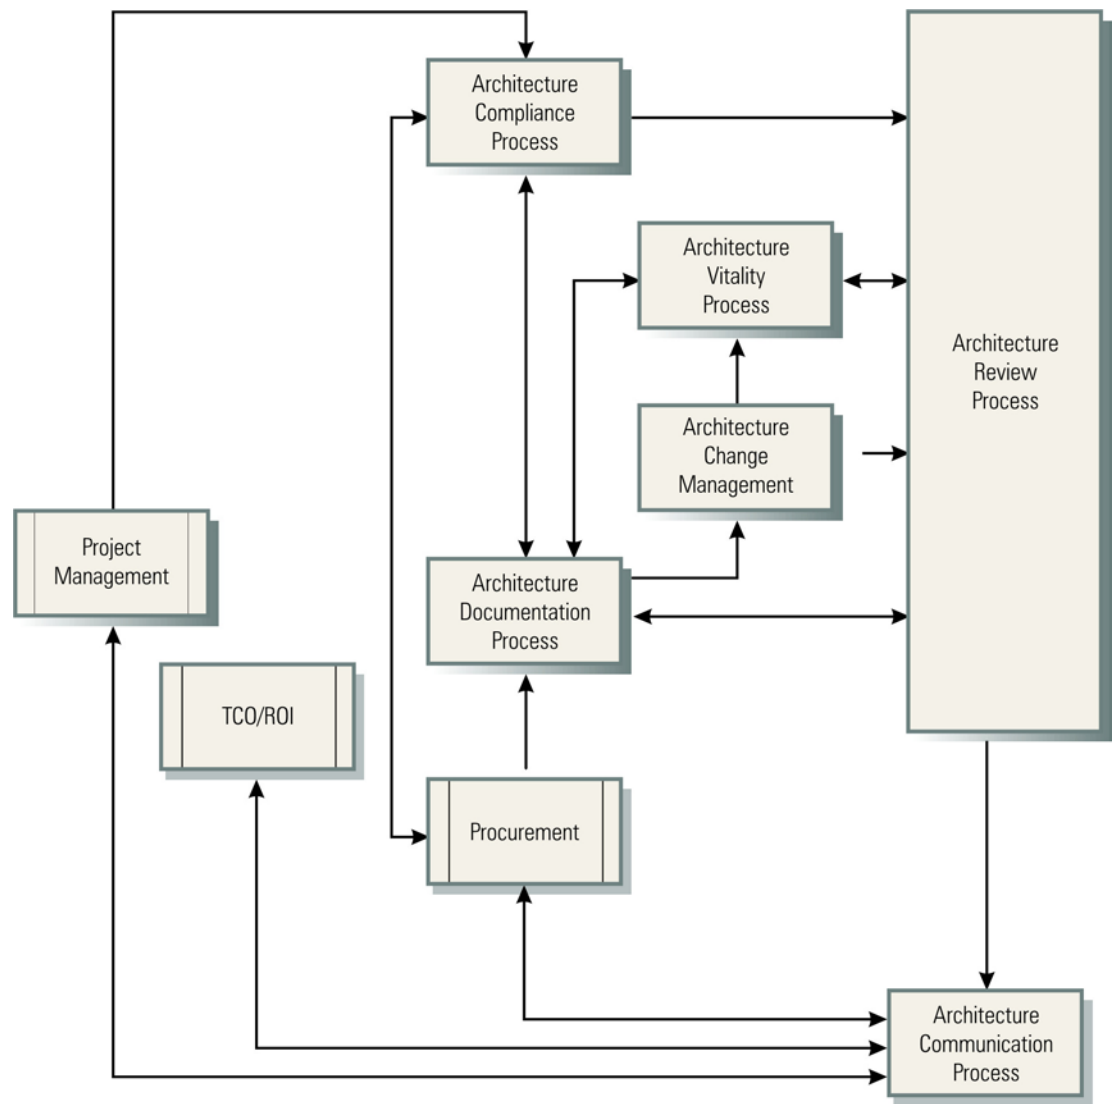 Architecture
Compliance
Process
Architecture
Vitality
Process
Architecture
Review
Process
Architecture
Change
Management
Project
Management
Architecture
Documentation
Process
TCO/ROI
Procurement
Architecture
Communication
Process